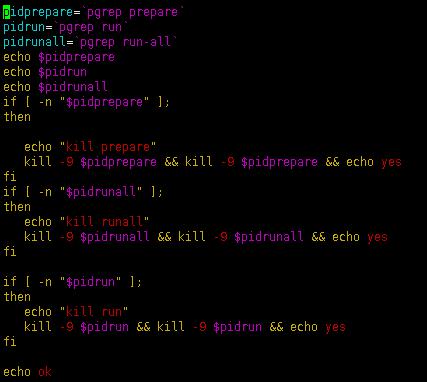 pidprepare=`pgrep prepare`
pidrun=`pgrep run`
pidrunall=`pgrep run-all`
echo $pidprepare
echo $pidrun
echo $pidrunall
if [ -n "$pidprepare" ];
then
echo "kill prepare"
kill -9 $pidprepare && kill -9 $pidprepare && echo yes
fi
if [ -n "$pidrunall" ];
then
echo "kill runall"
kill -9 $pidrunall && kill -9 $pidrunall && echo yes
fi
if [ -n "$pidrun" ];
then
echo "kill run"
kill -9 $pidrun && kill -9 $pidrun && echo yes
fi
echo ok